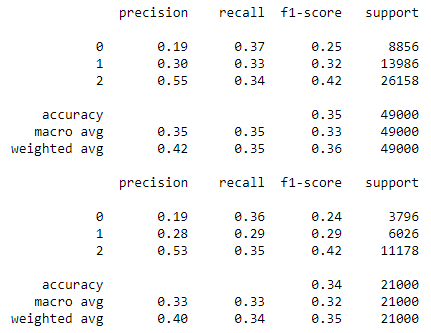 precision recall f1-score support
0 0.19 0.37 0.25 8856
1 0.30 0.33 0.32 13986
2 0.55 0.34 0.42 26158
accuracy 0.35 49000
macro avg 0.35 0.35 0.33 49000
weighted avg 0.42 0.35 0.36 49000
precision recall f1-score support
0 0.19 0.36 0.24 3796
1 0.28 0.29 0.29 6026
2 0.53 0.35 0.42 11178
accuracy 0.34 21000
macro avg 0.33 0.33 0.32 21000
weighted avg 0.40 0.34 0.35 21000